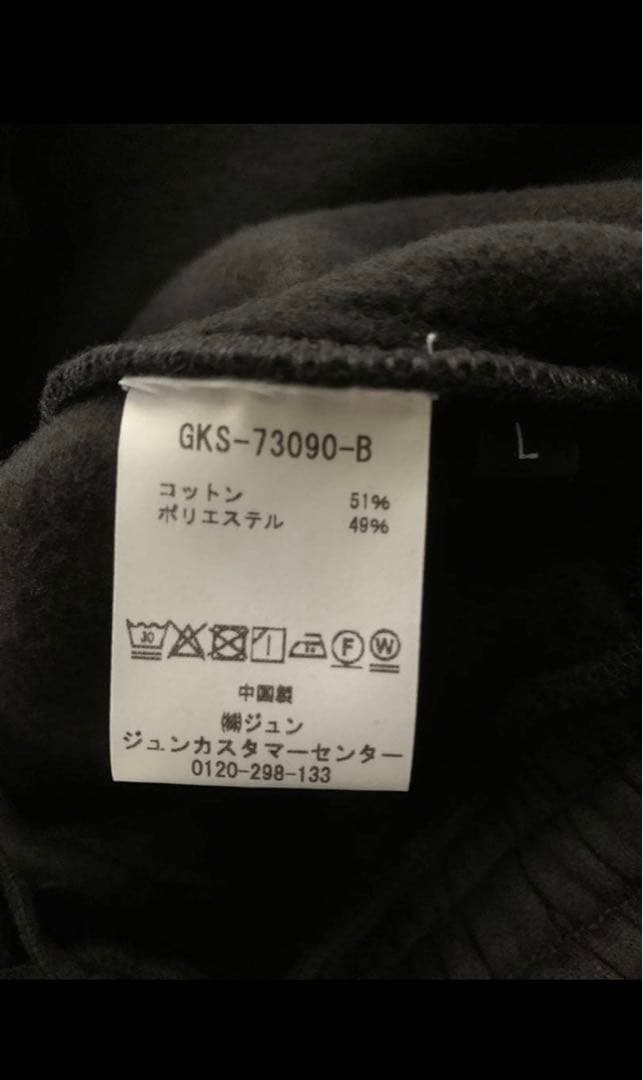 GKS-73090-B
コットン 51%
ポリエステル 49%
L
30
F W
中国製
㈱ジュン
ジュンカスタマーセンター
0120-298-133